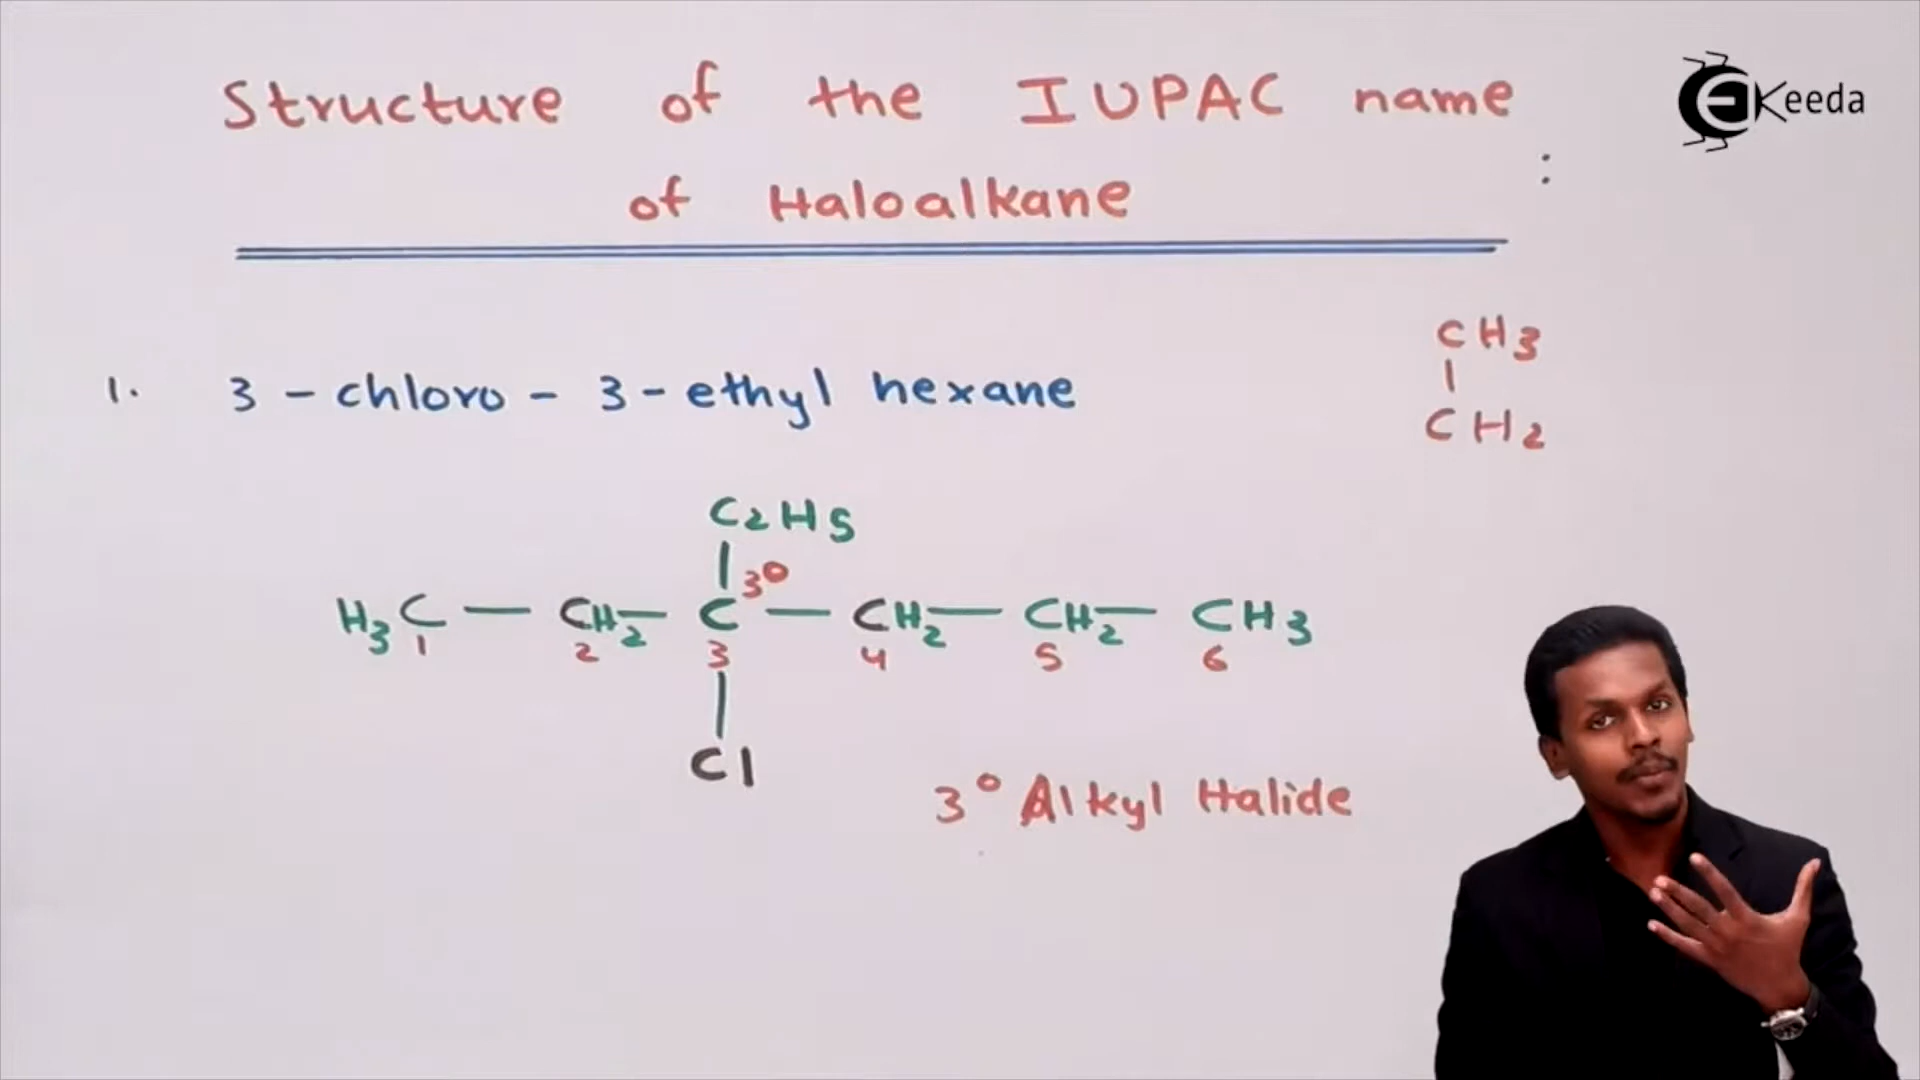 Structure of the IUPAC name
of Haloalkane :
Ekeeda
1. 3 - chloro - 3 - ethyl hexane
CH3
|
CH2
C2H5
| 3°
H3C — CH2 — C — CH2 — CH2 — CH3
1 2 3 4 5 6
|
Cl
3° Alkyl Halide